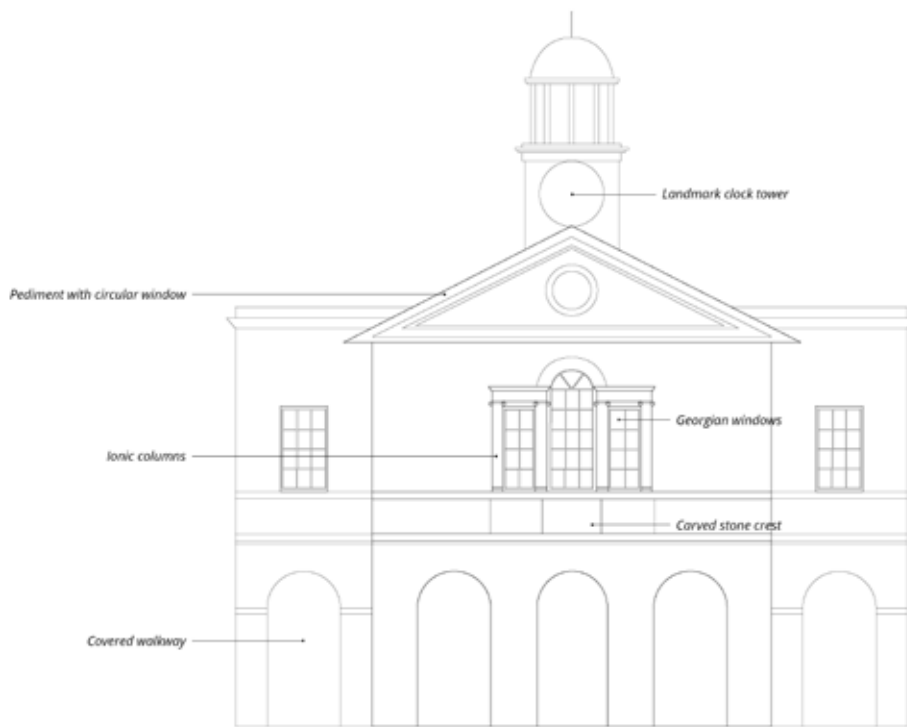 Landmark clock tower
Pediment with circular window
Georgian windows
Ionic columns
Carved stone crest
Covered walkway